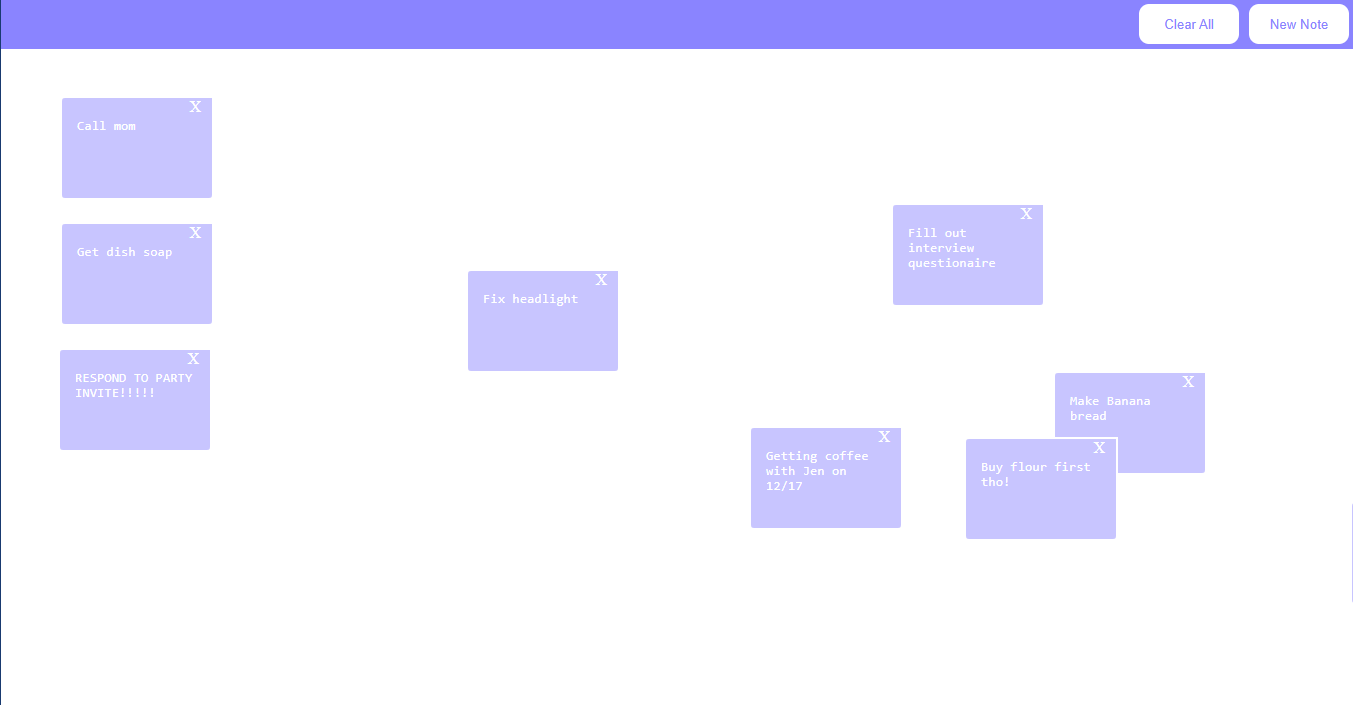 Clear All
New Note
X
Call mom
X
Get dish soap
X
RESPOND TO PARTY
INVITE!!!!!
X
Fix headlight
X
Fill out
interview
questionaire
X
Getting coffee
with Jen on
12/17
X
Make Banana
bread
X
Buy flour first
tho!